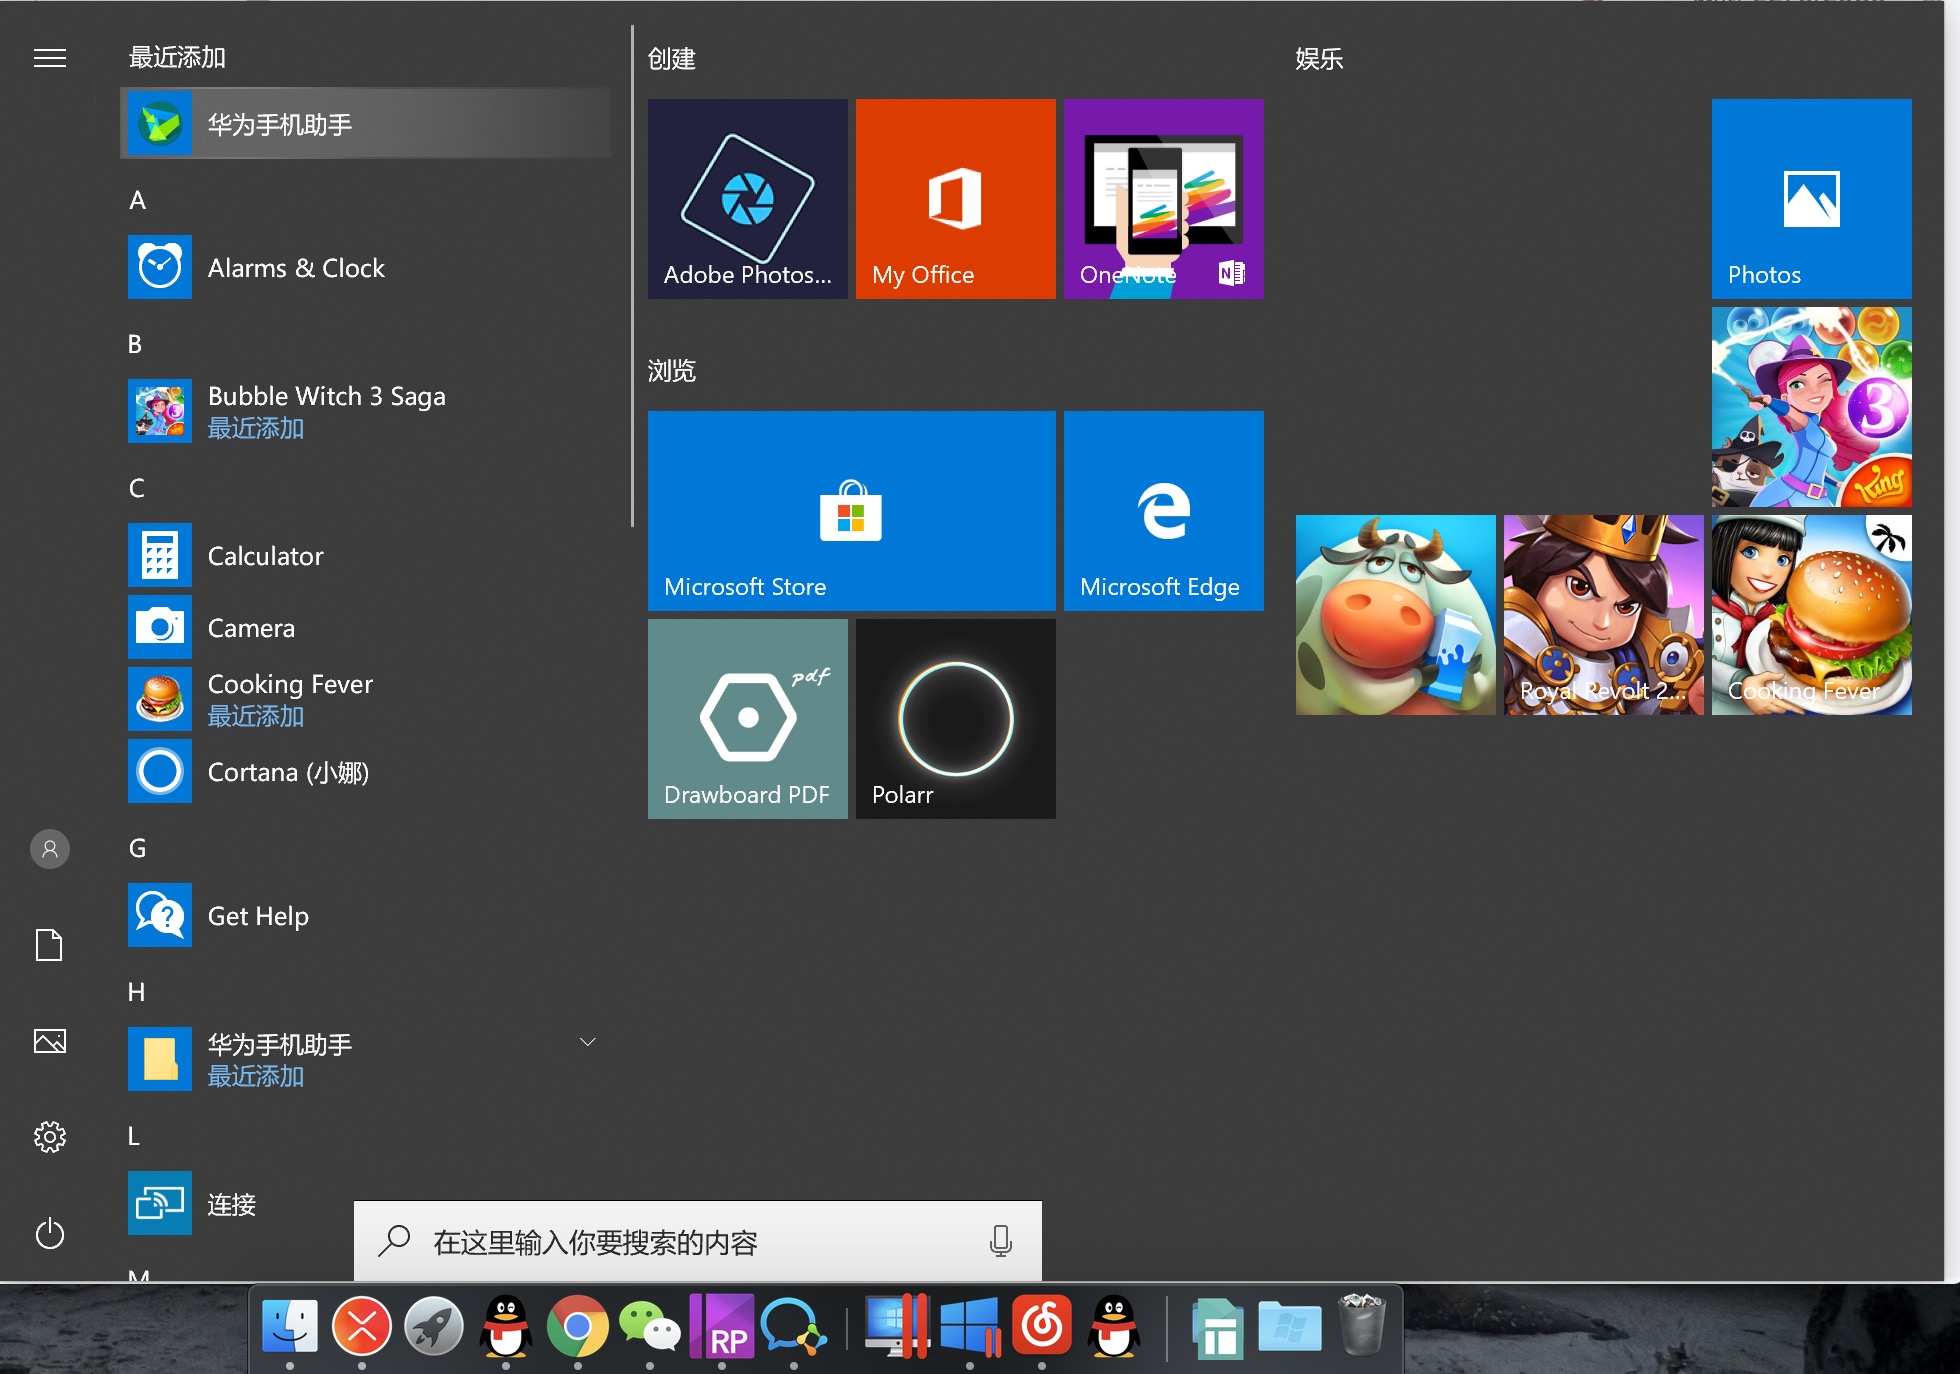 最近添加
华为手机助手
A
Alarms & Clock
B
Bubble Witch 3 Saga
最近添加
C
Calculator
Camera
Cooking Fever
最近添加
Cortana (小娜)
G
Get Help
H
华为手机助手
最近添加
L
连接
M
创建
Adobe Photos...
My Office
OneNote
N
浏览
Microsoft Store
Microsoft Edge
pdf
Drawboard PDF
Polarr
娱乐
Photos
3
King
Royal Revolt 2...
Cooking Fever
在这里输入你要搜索的内容
RP